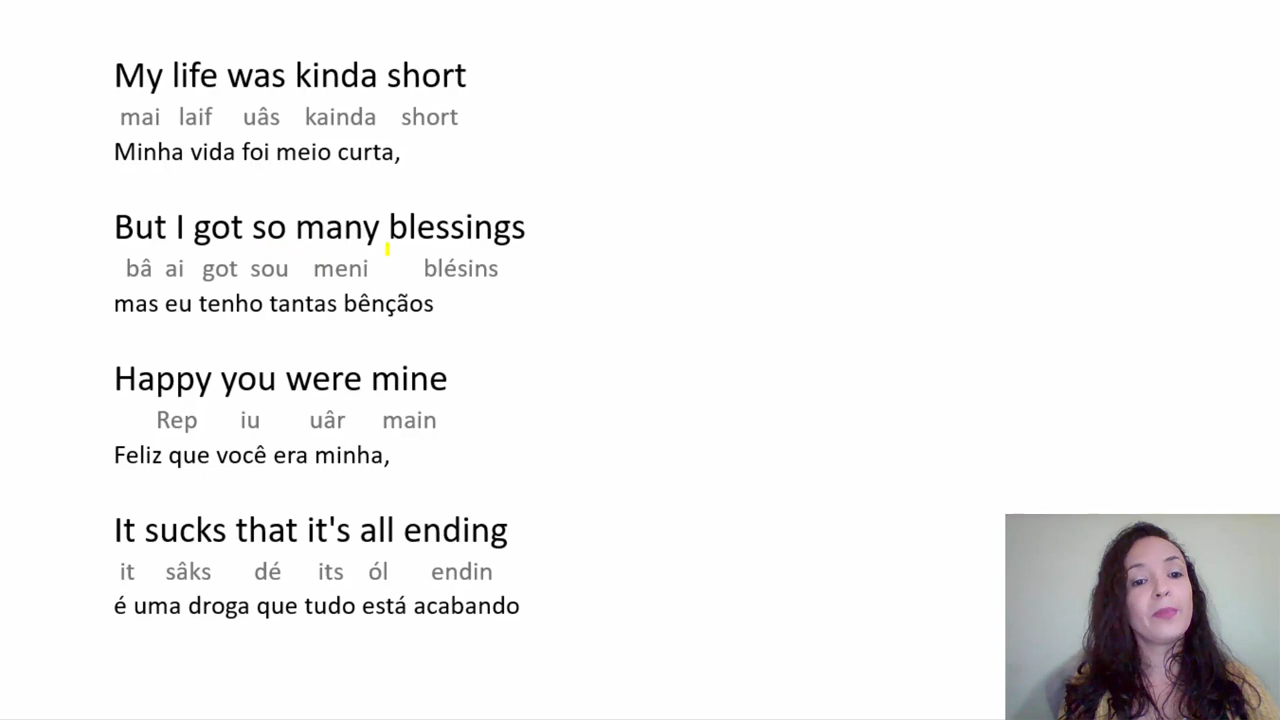 My life was kinda short
mai laif uâs kainda short
Minha vida foi meio curta,
But I got so many blessings
bâ ai got sou meni blésins
mas eu tenho tantas bênçãos
Happy you were mine
Rep iu uâr main
Feliz que você era minha,
It sucks that it's all ending
it sâks dé its ól endin
é uma droga que tudo está acabando